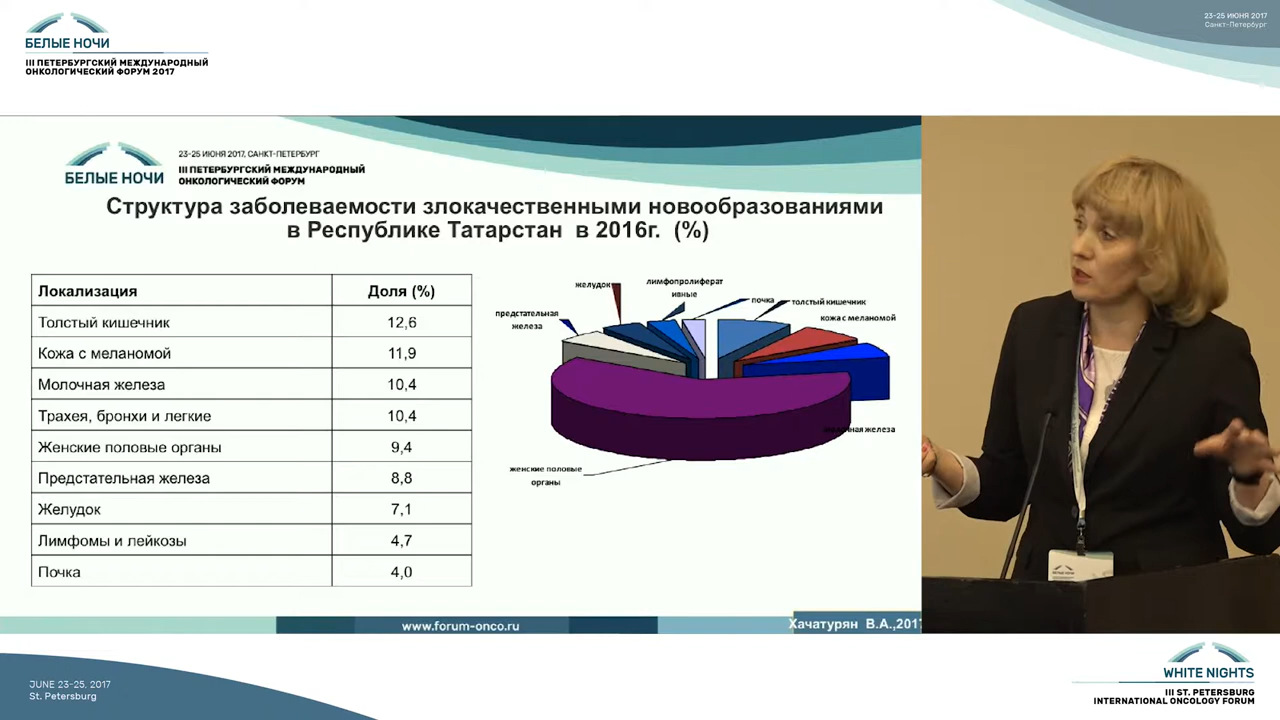 БЕЛЫЕ НОЧИ
III ПЕТЕРБУРГСКИЙ МЕЖДУНАРОДНЫЙ
ОНКОЛОГИЧЕСКИЙ ФОРУМ 2017
23-25 ИЮНЯ 2017
Санкт-Петербург
БЕЛЫЕ НОЧИ
23-25 ИЮНЯ 2017, САНКТ-ПЕТЕРБУРГ
III ПЕТЕРБУРГСКИЙ МЕЖДУНАРОДНЫЙ
ОНКОЛОГИЧЕСКИЙ ФОРУМ
Структура заболеваемости злокачественными новообразованиями
в Республике Татарстан в 2016г. (%)
Локализация Доля (%)
Толстый кишечник 12,6
Кожа с меланомой 11,9
Молочная железа 10,4
Трахея, бронхи и легкие 10,4
Женские половые органы 9,4
Предстательная железа 8,8
Желудок 7,1
Лимфомы и лейкозы 4,7
Почка 4,0
лимфопролиферат
ивные
желудок
почка
толстый кишечник
предстательная
железа
кожа с меланомой
железа
женские половые
органы
www.forum-onco.ru
Хачатурян В.А.,2017
БЕЛЫЕ НОЧИ
JUNE 23-25, 2017
St. Petersburg
WHITE NIGHTS
III ST. PETERSBURG
INTERNATIONAL ONCOLOGY FORUM